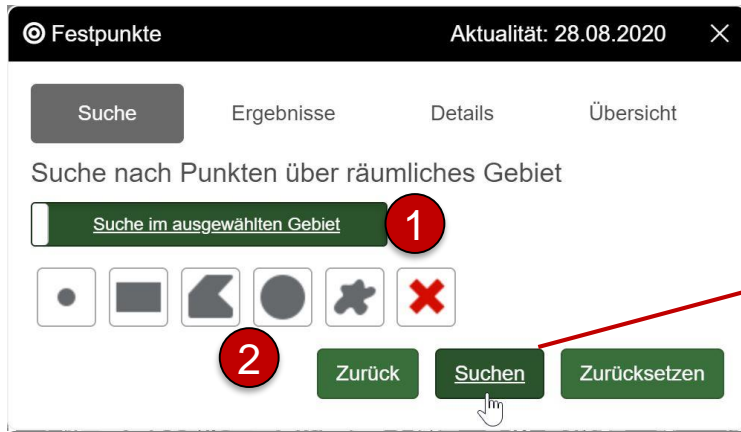 Festpunkte Aktualität: 28.08.2020
Suche Ergebnisse Details Übersicht
Suche nach Punkten über räumliches Gebiet
Suche im ausgewählten Gebiet 1
2 Zurück Suchen Zurücksetzen